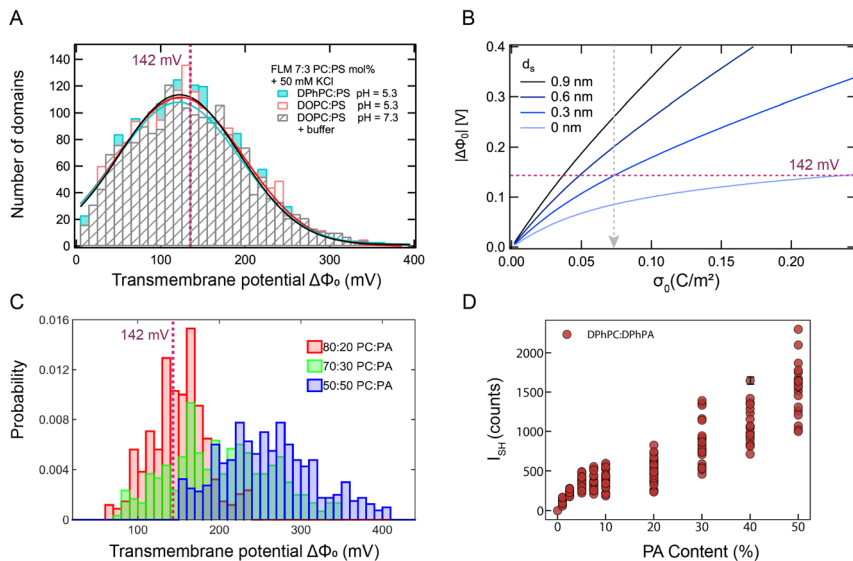 A
142 mV
FLM 7:3 PC:PS mol%
+ 50 mM KCl
DPhPC:PS pH = 5.3
DOPC:PS pH = 5.3
DOPC:PS pH = 7.3
+ buffer
Number of domains
140
120
100
80
60
40
20
0
0 100 200 300 400
Transmembrane potential ΔΦ₀ (mV)
B
dₛ
0.9 nm
0.6 nm
0.3 nm
0 nm
142 mV
|ΔΦ₀| [V]
0.4
0.3
0.2
0.1
0.0
0.00 0.05 0.10 0.15 0.20
σ₀(C/m²)
C
142 mV
80:20 PC:PA
70:30 PC:PA
50:50 PC:PA
Probability
0.016
0.012
0.008
0.004
0
100 200 300 400
Transmembrane potential ΔΦ₀ (mV)
D
DPhPC:DPhPA
I_SH (counts)
2000
1500
1000
500
0
0 10 20 30 40 50
PA Content (%)